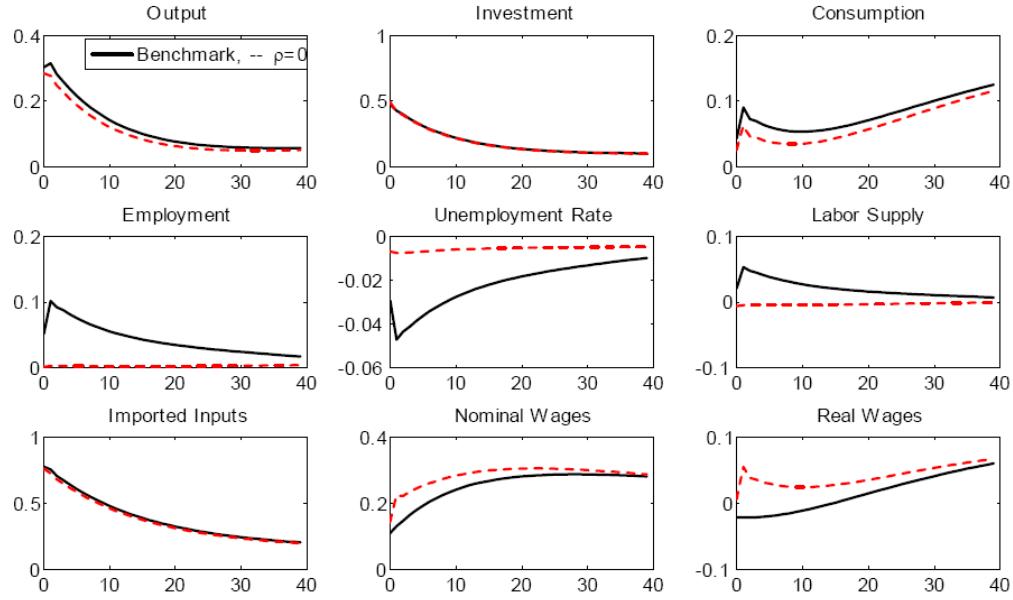 Output
Investment
Consumption
0.4
0.2
0
0 10 20 30 40
Benchmark, -- ρ=0
1
0.5
0
0 10 20 30 40
0.2
0.1
0
0 10 20 30 40
Employment
Unemployment Rate
Labor Supply
0.2
0.1
0
0 10 20 30 40
0
-0.02
-0.04
-0.06
0 10 20 30 40
0.1
0
-0.1
0 10 20 30 40
Imported Inputs
Nominal Wages
Real Wages
1
0.5
0
0 10 20 30 40
0.4
0.2
0
0 10 20 30 40
0.1
0
-0.1
0 10 20 30 40